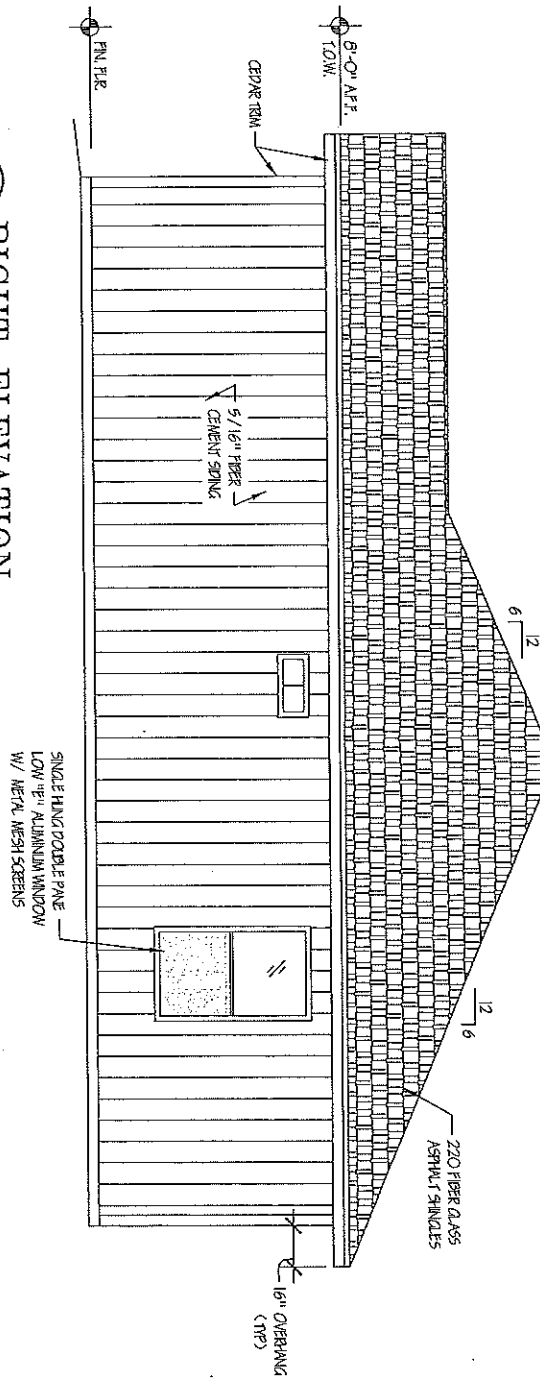 8'-0" A.F.F.
T.O.W.
FIN. FLR.
CEDAR TRIM
5/16" FIBER
CEMENT SIDING
12
6
12
6
220 FIBER GLASS
ASPHALT SHINGLES
16" OVERHANG
(TYP)
SINGLE HUNG DOUBLE PANE
LOW "E" ALUMINUM WINDOW
W/ METAL MESH SCREENS
RIGHT ELEVATION